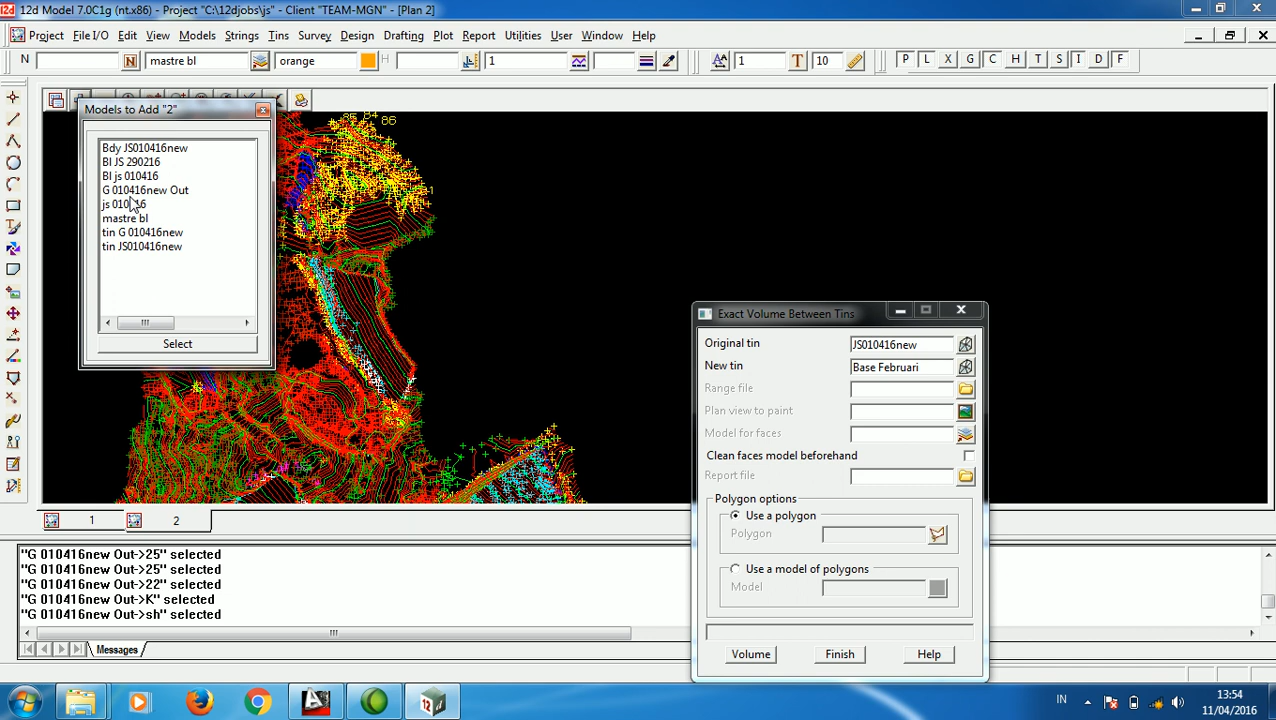 12d Model 7.0C1g (nt.x86) - Project "C:\12djobs\js" - Client "TEAM-MGN" - [Plan 2]
Project File I/O Edit View Models Strings Tins Survey Design Drafting Plot Report Utilities User Window Help
N N mastre bl orange H 1 1 T 10 P L X G C H T S I D F
Models to Add "2"
Bdy JS010416new
Bl JS 290216
Bl js 010416
G 010416new Out
js 010416
mastre bl
tin G 010416new
tin JS010416new
Select
85 84 86
Exact Volume Between Tins
Original tin JS010416new
New tin Base Februari
Range file
Plan view to paint
Model for faces
Clean faces model beforehand
Report file
Polygon options
Use a polygon
Polygon
Use a model of polygons
Model
Volume Finish Help
1 2
"G 010416new Out->25" selected
"G 010416new Out->25" selected
"G 010416new Out->22" selected
"G 010416new Out->K" selected
"G 010416new Out->sh" selected
Messages
IN 13:54
11/04/2016